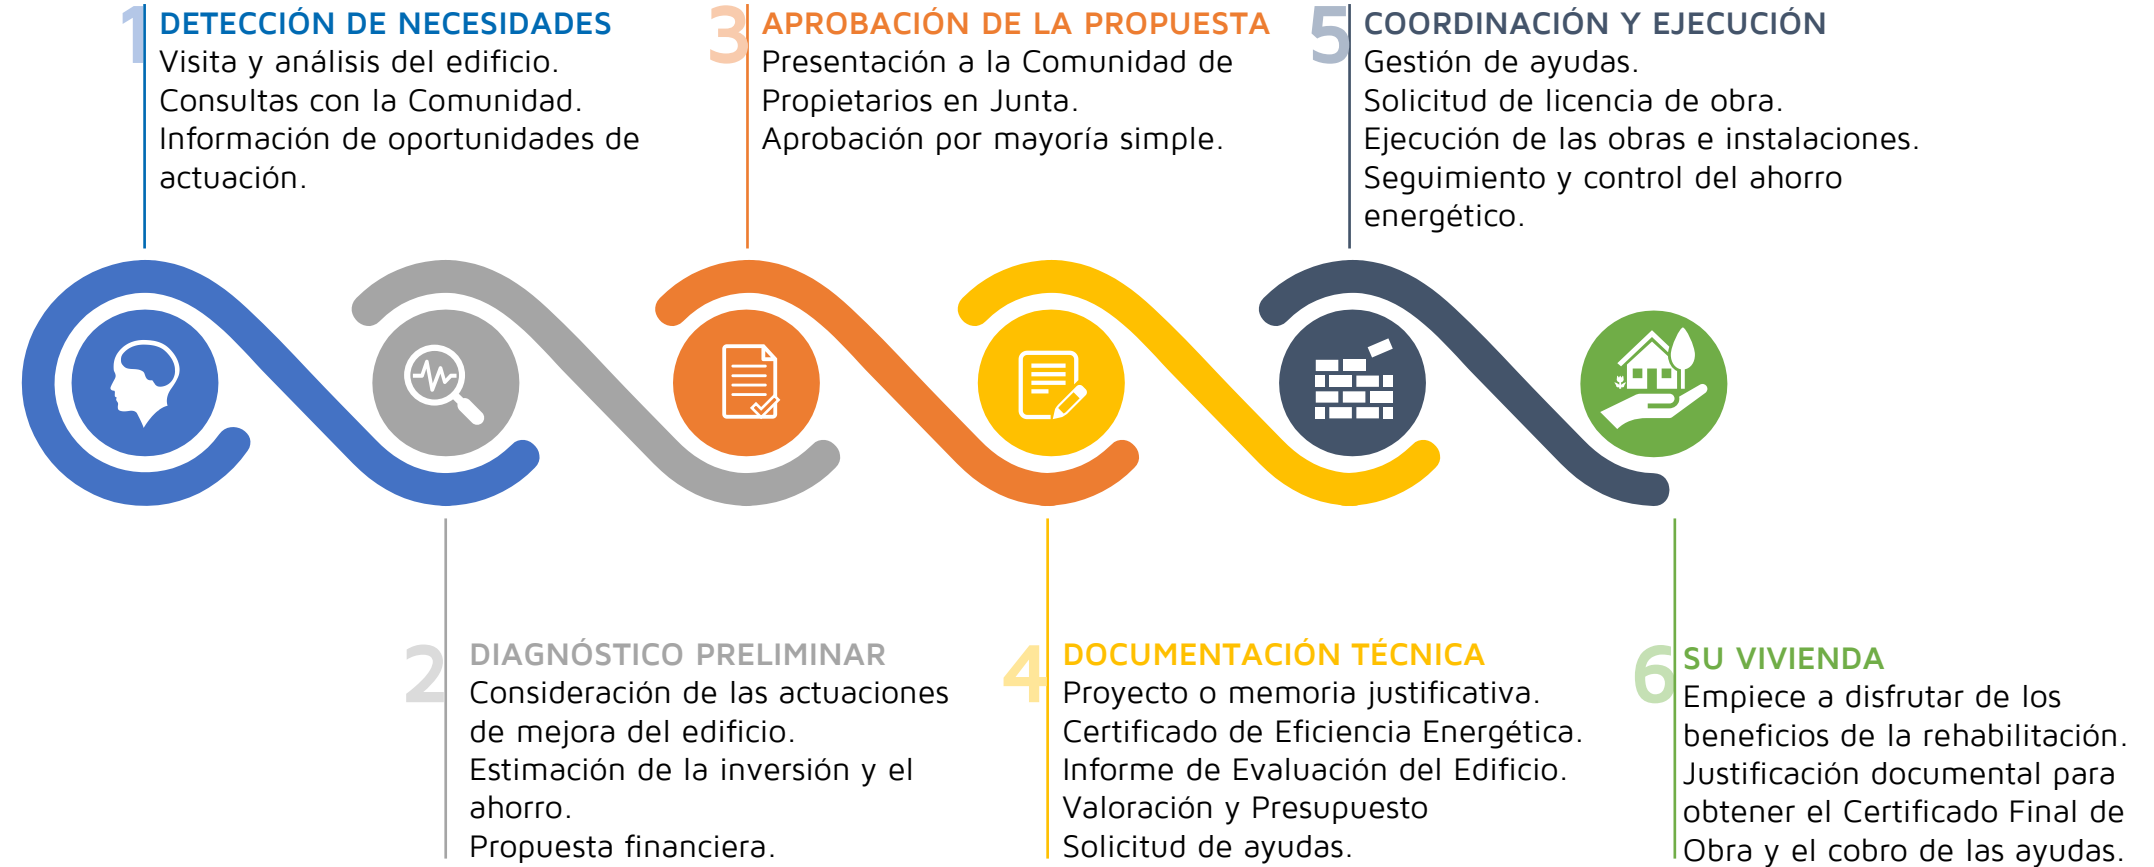 1
DETECCIÓN DE NECESIDADES
Visita y análisis del edificio.
Consultas con la Comunidad.
Información de oportunidades de
actuación.
2
DIAGNÓSTICO PRELIMINAR
Consideración de las actuaciones
de mejora del edificio.
Estimación de la inversión y el
ahorro.
Propuesta financiera.
3
APROBACIÓN DE LA PROPUESTA
Presentación a la Comunidad de
Propietarios en Junta.
Aprobación por mayoría simple.
4
DOCUMENTACIÓN TÉCNICA
Proyecto o memoria justificativa.
Certificado de Eficiencia Energética.
Informe de Evaluación del Edificio.
Valoración y Presupuesto
Solicitud de ayudas.
5
COORDINACIÓN Y EJECUCIÓN
Gestión de ayudas.
Solicitud de licencia de obra.
Ejecución de las obras e instalaciones.
Seguimiento y control del ahorro
energético.
6
SU VIVIENDA
Empiece a disfrutar de los
beneficios de la rehabilitación.
Justificación documental para
obtener el Certificado Final de
Obra y el cobro de las ayudas.